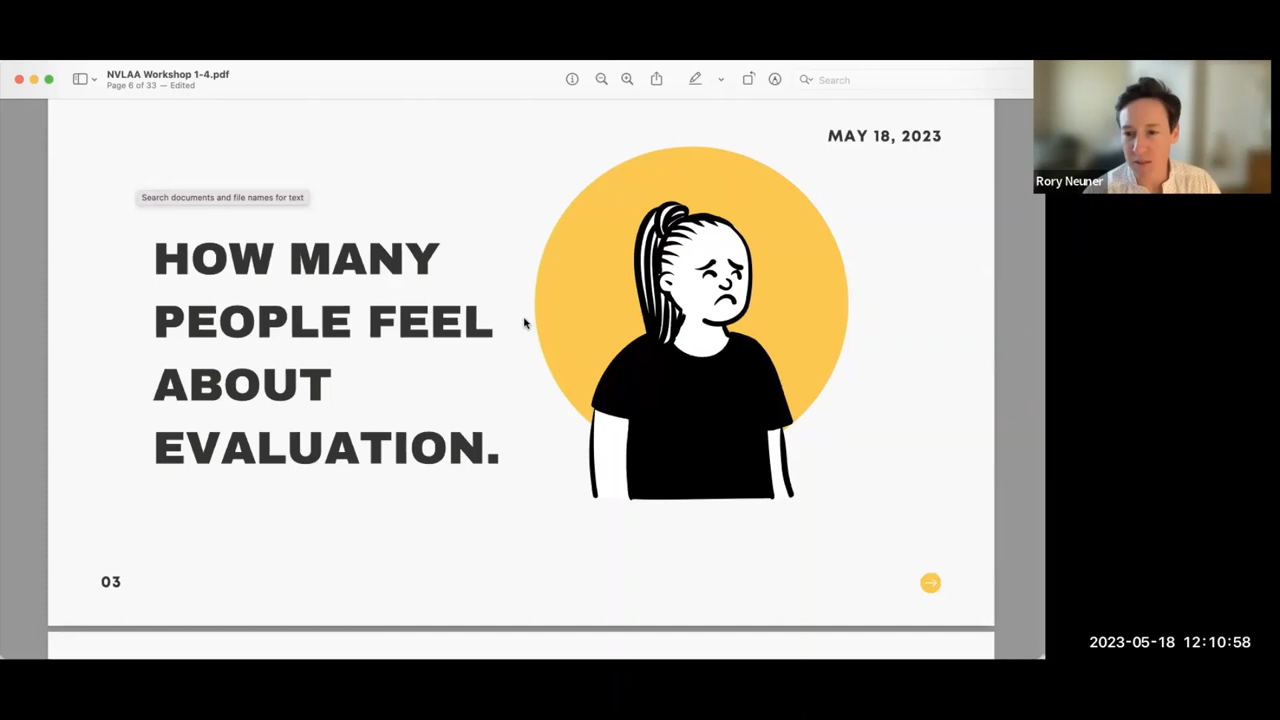 NVLAA Workshop 1-4.pdf
Page 6 of 33 — Edited
Search
Rory Neuner
MAY 18, 2023
Search documents and file names for text
HOW MANY
PEOPLE FEEL
ABOUT
EVALUATION.
03
2023-05-18 12:10:58